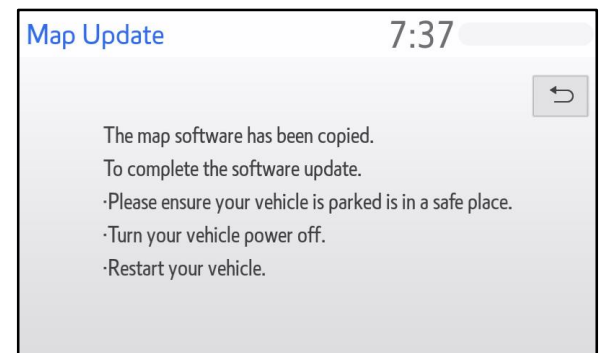 Map Update
7:37
The map software has been copied.
To complete the software update.
·Please ensure your vehicle is parked is in a safe place.
·Turn your vehicle power off.
·Restart your vehicle.